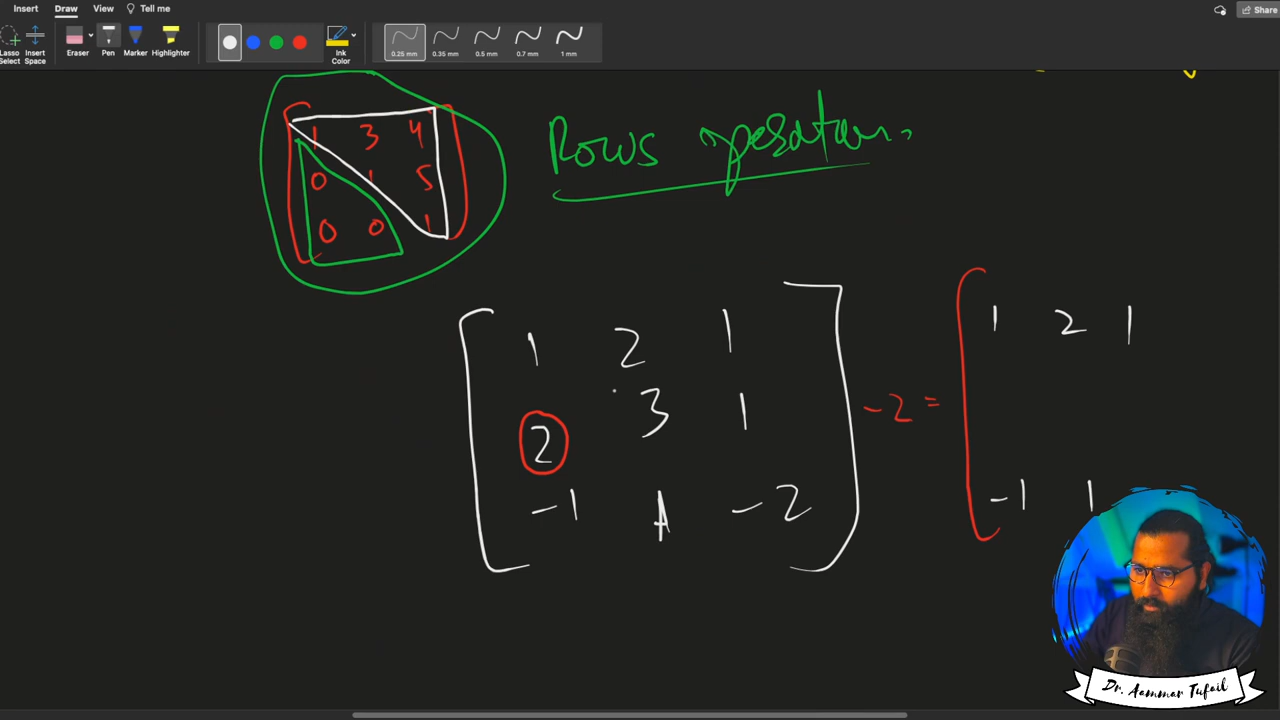 Insert Draw View Tell me Share
Lasso Select Insert Space Eraser Pen Marker Highlighter Ink Color 0.25 mm 0.35 mm 0.5 mm 0.7 mm 1 mm
1 3 4
0 1 5
0 0 1
Rows operation.
1 2 1
2 3 1
-1 1 -2
-2 =
1 2 1
-1 1
Dr. Aammar Tufail